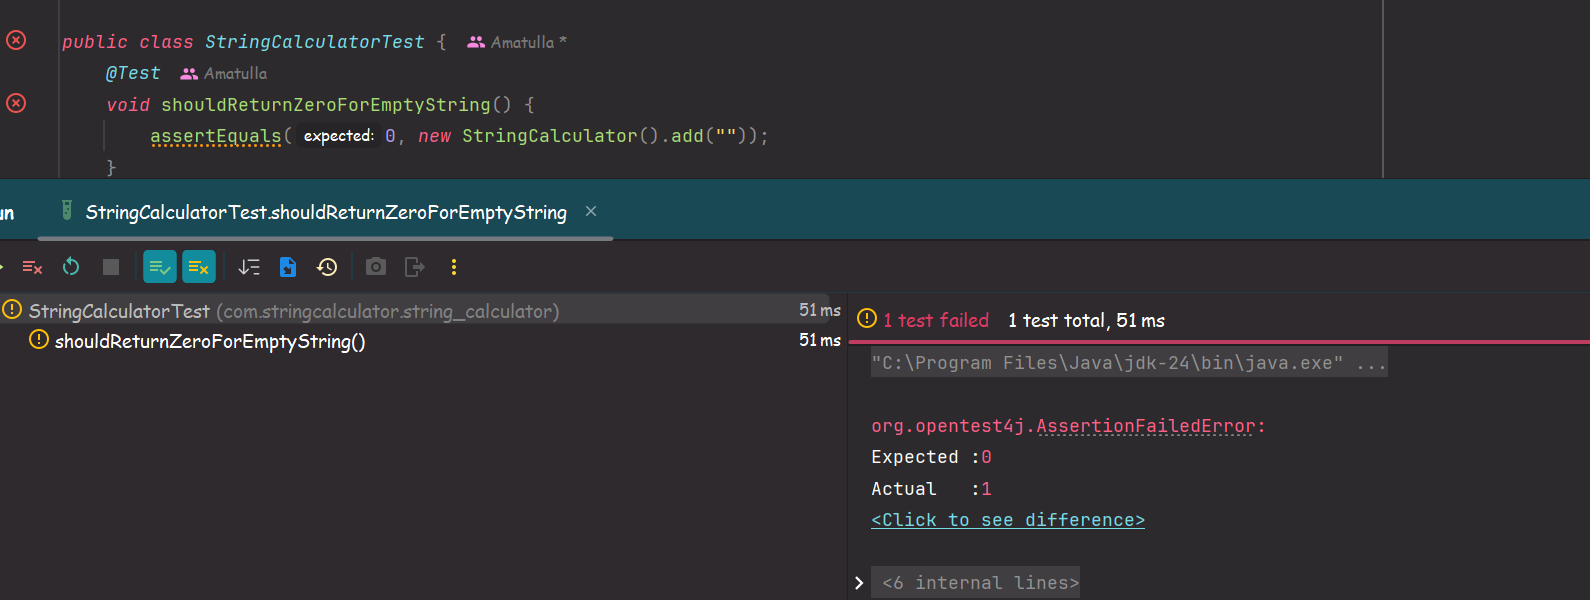 public class StringCalculatorTest { Amatulla *
@Test Amatulla
void shouldReturnZeroForEmptyString() {
assertEquals( expected: 0, new StringCalculator().add(""));
}
un StringCalculatorTest.shouldReturnZeroForEmptyString ×
StringCalculatorTest (com.stringcalculator.string_calculator) 51 ms
shouldReturnZeroForEmptyString() 51 ms
1 test failed 1 test total, 51 ms
"C:\Program Files\Java\jdk-24\bin\java.exe" ...
org.opentest4j.AssertionFailedError:
Expected :0
Actual   :1
<Click to see difference>
<6 internal lines>